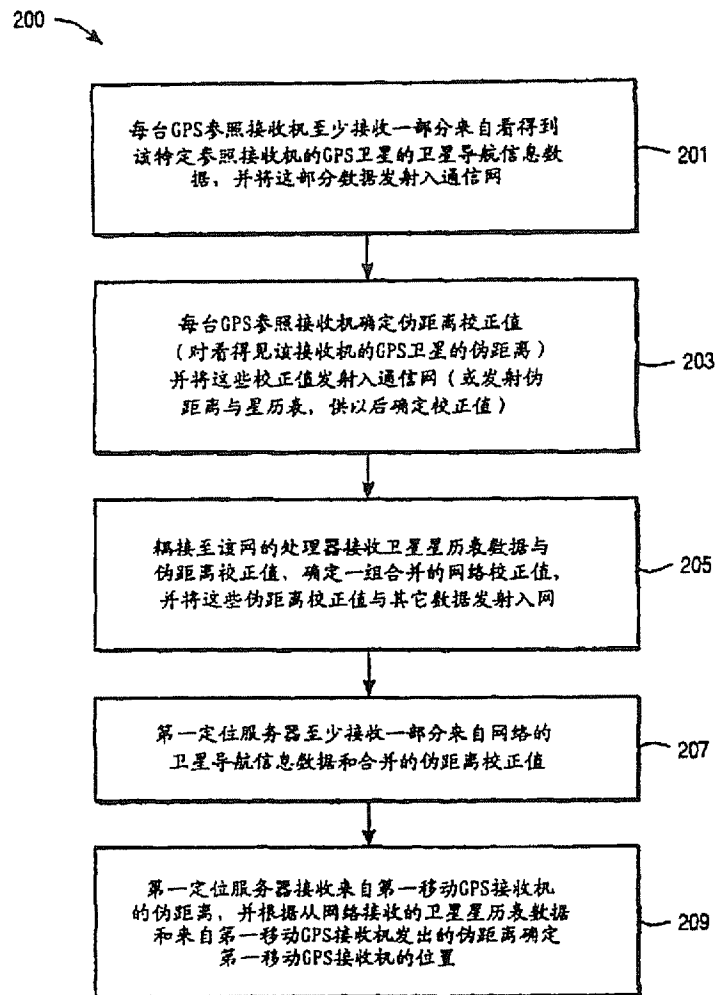 200
每台GPS参照接收机至少接收一部分来自看得到
该特定参照接收机的GPS卫星的卫星导航信息数
据，并将这部分数据发射入通信网
201
每台GPS参照接收机确定伪距离校正值
（对看得见该接收机的GPS卫星的伪距离）
并将这些校正值发射入通信网（或发射伪
距离与星历表，供以后确定校正值）
203
耦接至该网的处理器接收卫星星历表数据与
伪距离校正值，确定一组合并的网络校正值，
并将这些伪距离校正值与其它数据发射入网
205
第一定位服务器至少接收一部分来自网络的
卫星导航信息数据和合并的伪距离校正值
207
第一定位服务器接收来自第一移动GPS接收机
的伪距离，并根据从网络接收的卫星星历表数据
和来自第一移动GPS接收机发出的伪距离确定
第一移动GPS接收机的位置
209